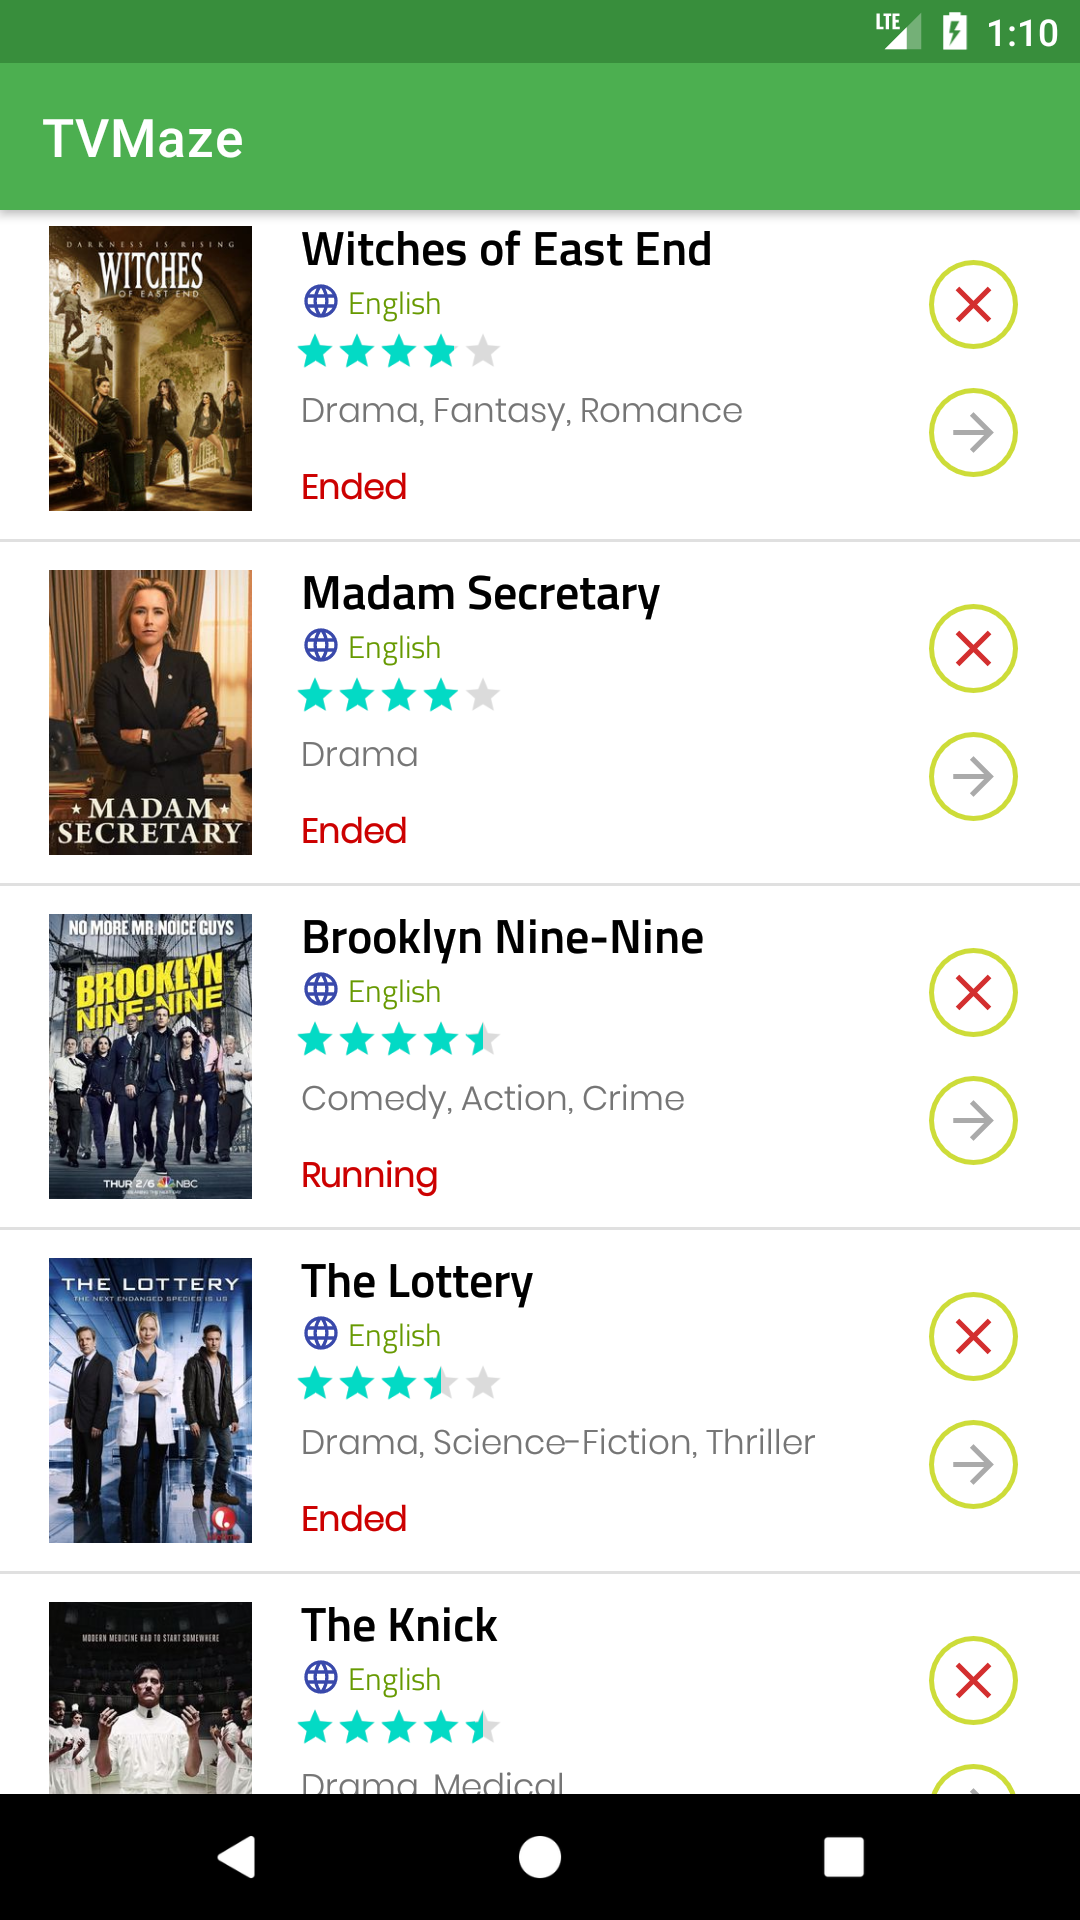 LTE 1:10
TVMaze
DARKNESS IS RISING
WITCHES
OF EAST END
Witches of East End
English
Drama, Fantasy, Romance
Ended
MADAM
SECRETARY
Madam Secretary
English
Drama
Ended
NO MORE MR. NOICE GUYS
BROOKLYN
NINE-NINE
THUR 2/6 NBC
Brooklyn Nine-Nine
English
Comedy, Action, Crime
Running
THE LOTTERY
THE NEXT ENDANGED SPECIES IS US
The Lottery
English
Drama, Science-Fiction, Thriller
Ended
MODERN MEDICINE HAD TO START SOMEWHERE
The Knick
English
Drama, Medical